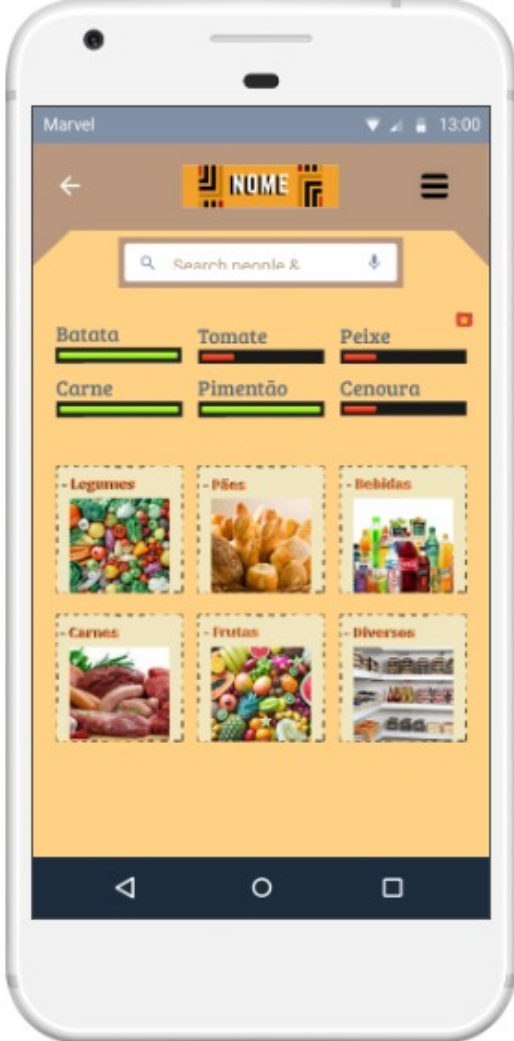 Marvel 13:00
NOME
Search people &
Batata Tomate Peixe
Carne Pimentão Cenoura
- Legumes - Pães - Bebidas
- Carnes - Frutas - Diversos